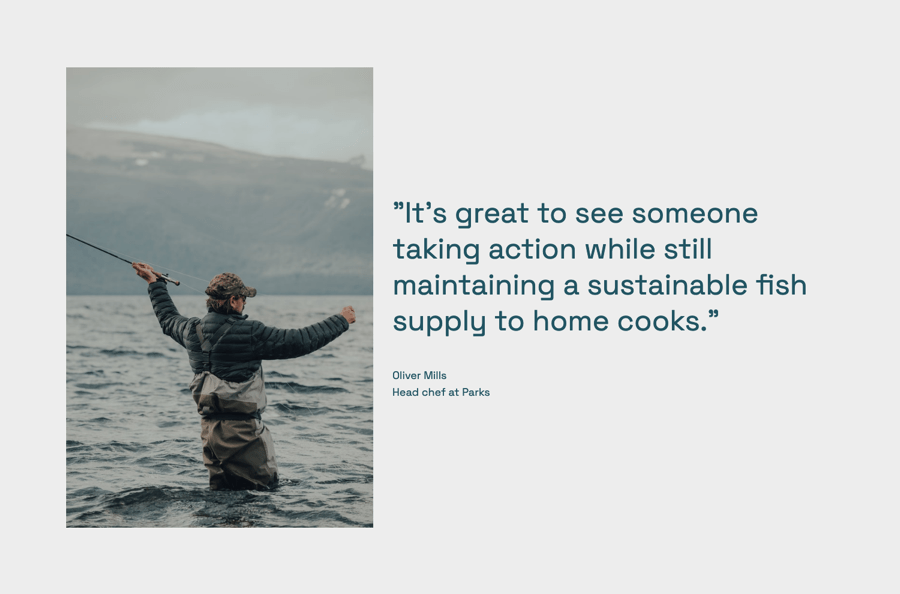 ”It’s great to see someone
taking action while still
maintaining a sustainable fish
supply to home cooks.”
Oliver Mills
Head chef at Parks